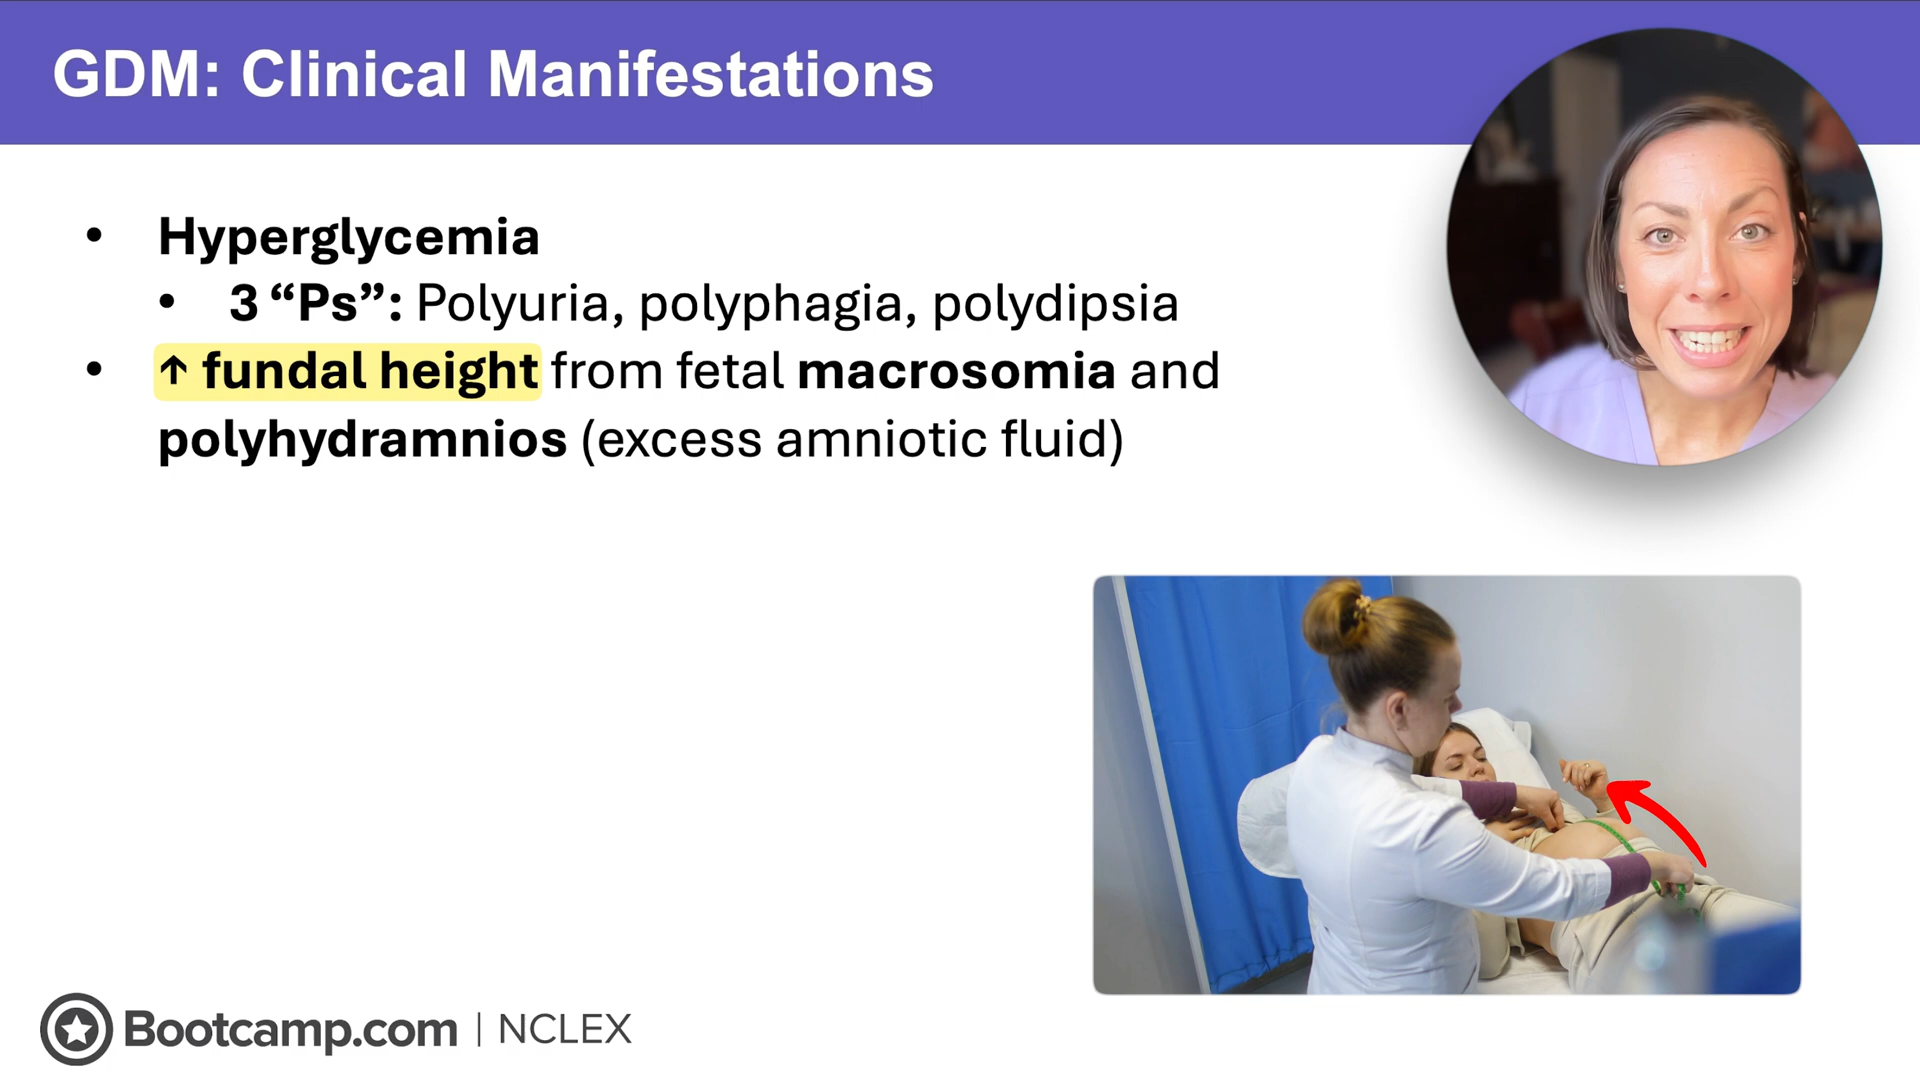 GDM: Clinical Manifestations
• Hyperglycemia
• 3 “Ps”: Polyuria, polyphagia, polydipsia
• ↑ fundal height from fetal macrosomia and
polyhydramnios (excess amniotic fluid)
Bootcamp.com | NCLEX